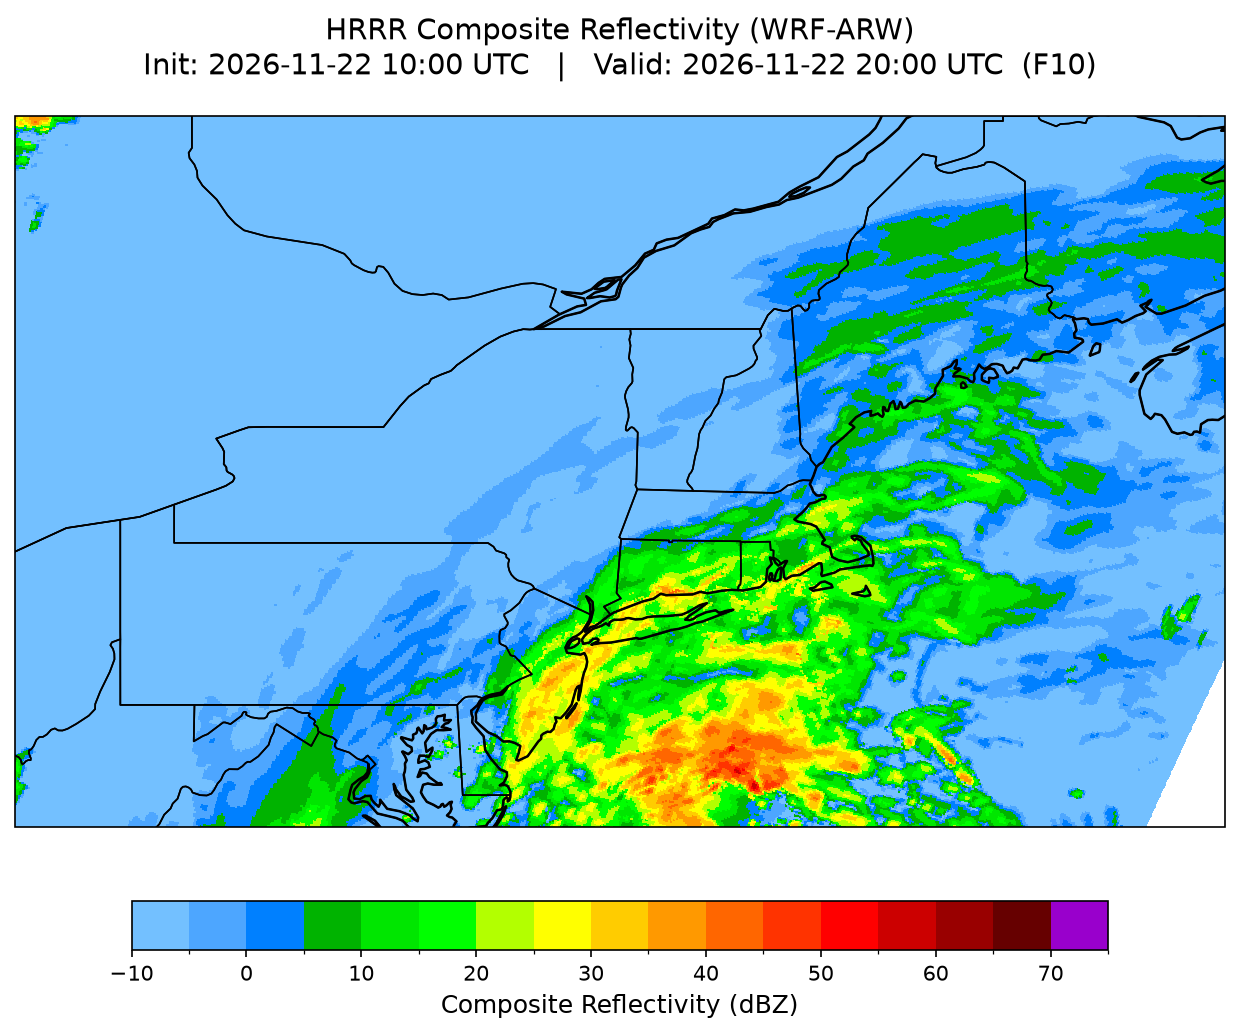 HRRR Composite Reflectivity (WRF-ARW)
Init: 2026-11-22 10:00 UTC | Valid: 2026-11-22 20:00 UTC (F10)
−10 0 10 20 30 40 50 60 70
Composite Reflectivity (dBZ)